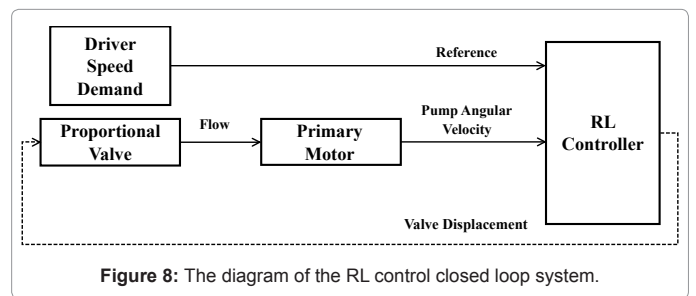 Driver
Speed
Demand
Reference
Proportional
Valve
Flow
Primary
Motor
Pump Angular
Velocity
RL
Controller
Valve Displacement
Figure 8: The diagram of the RL control closed loop system.